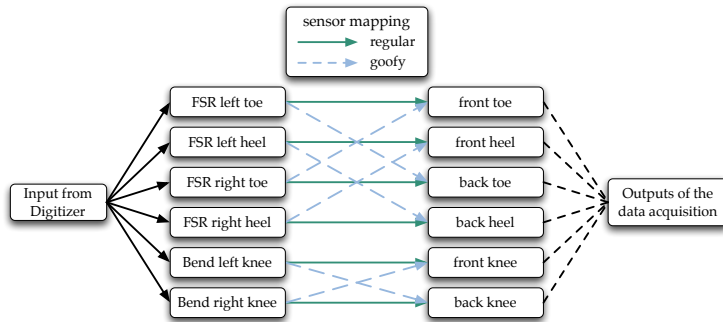 sensor mapping
regular
goofy
FSR left toe
front toe
FSR left heel
front heel
FSR right toe
back toe
Input from
Digitizer
Outputs of the
data acquisition
FSR right heel
back heel
Bend left knee
front knee
Bend right knee
back knee